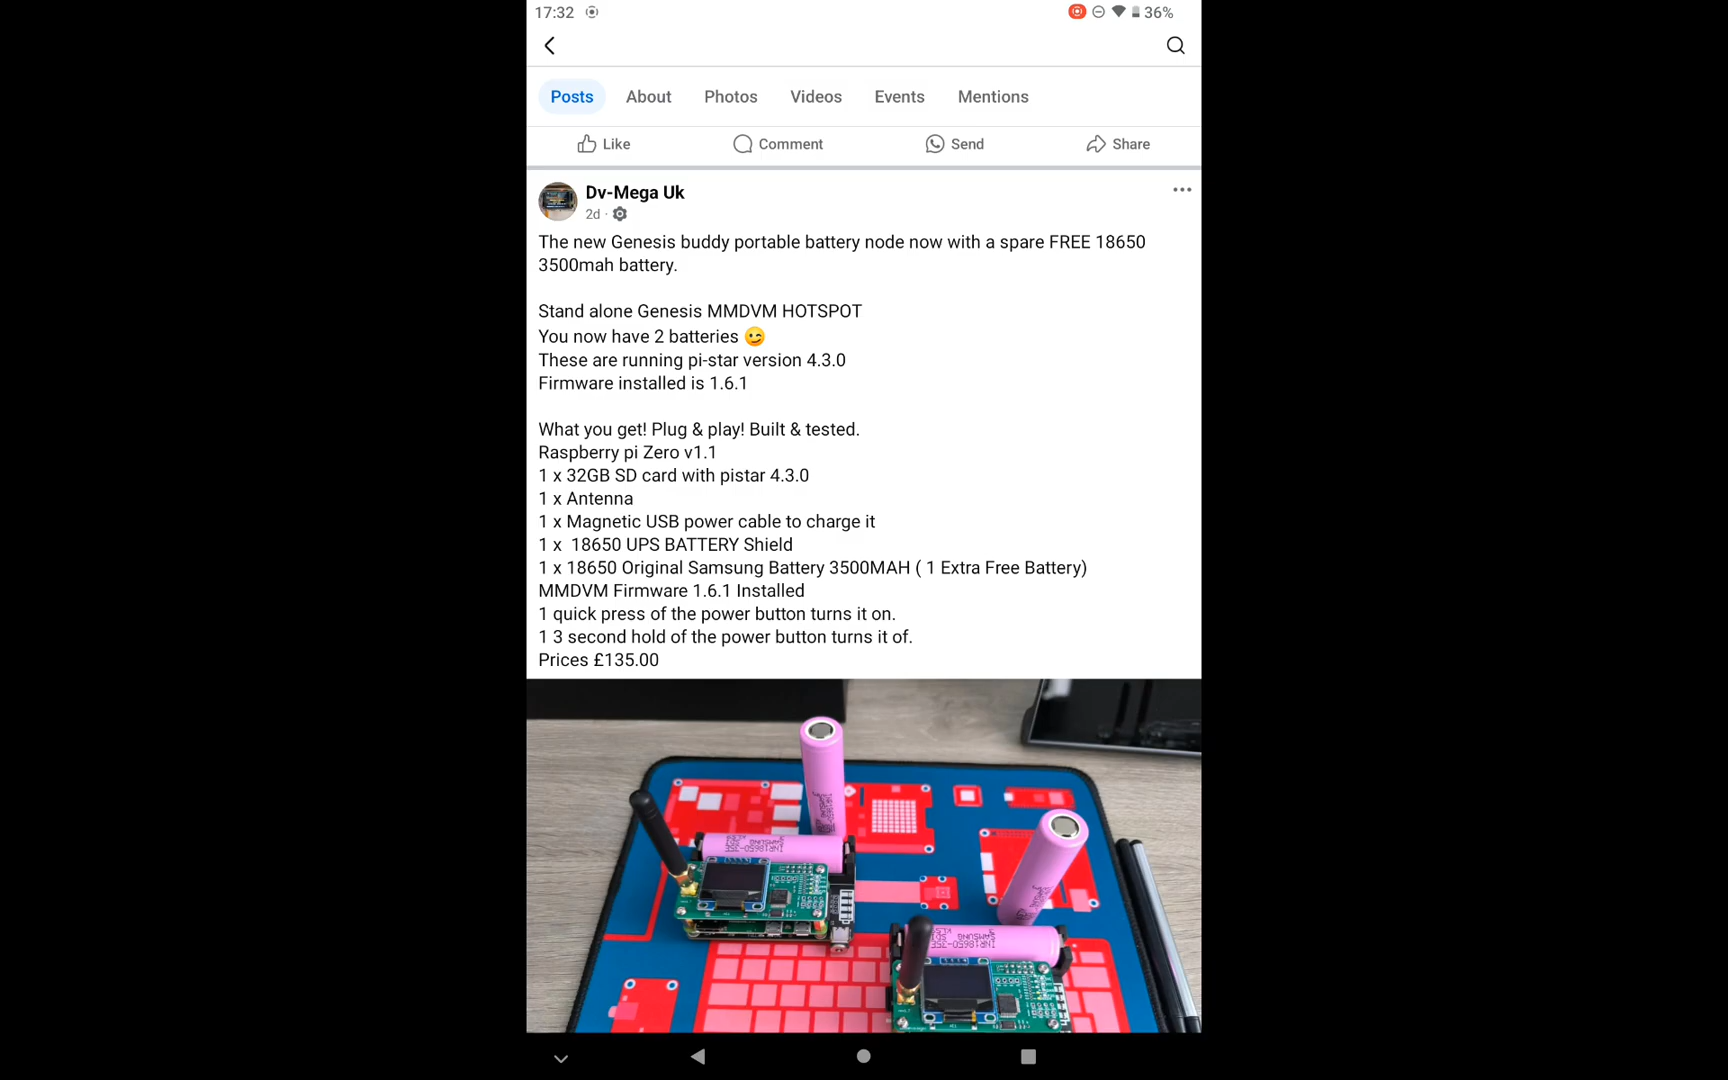 17:32
36%
Posts About Photos Videos Events Mentions
Like Comment Send Share
Dv-Mega Uk
2d ·
The new Genesis buddy portable battery node now with a spare FREE 18650
3500mah battery.
Stand alone Genesis MMDVM HOTSPOT
You now have 2 batteries 😉
These are running pi-star version 4.3.0
Firmware installed is 1.6.1
What you get! Plug & play! Built & tested.
Raspberry pi Zero v1.1
1 x 32GB SD card with pistar 4.3.0
1 x Antenna
1 x Magnetic USB power cable to charge it
1 x  18650 UPS BATTERY Shield
1 x 18650 Original Samsung Battery 3500MAH ( 1 Extra Free Battery)
MMDVM Firmware 1.6.1 Installed
1 quick press of the power button turns it on.
1 3 second hold of the power button turns it of.
Prices £135.00
INR18650-35E
SAMSUNG
INR18650-35E
SAMSUNG